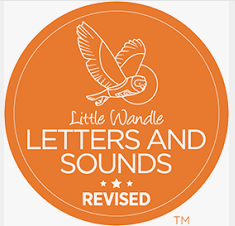 Little Wandle
LETTERS AND
SOUNDS
REVISED
TM